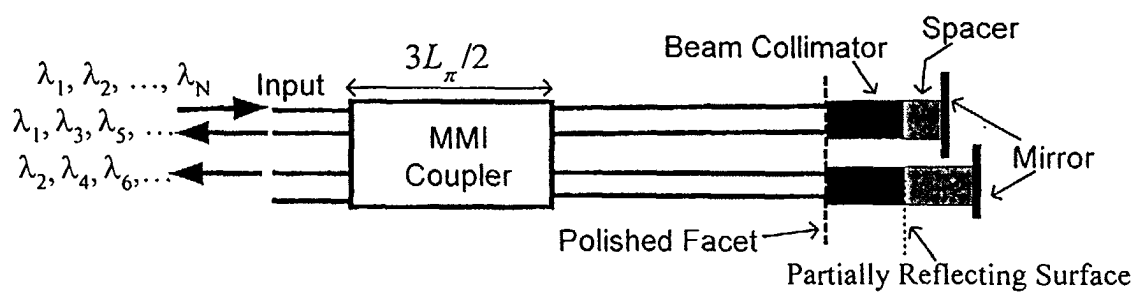 Spacer
Beam Collimator
3Lπ/2
λ1, λ2, ..., λN
Input
λ1, λ3, λ5, ...
MMI
Coupler
λ2, λ4, λ6,...
Mirror
Polished Facet
Partially Reflecting Surface